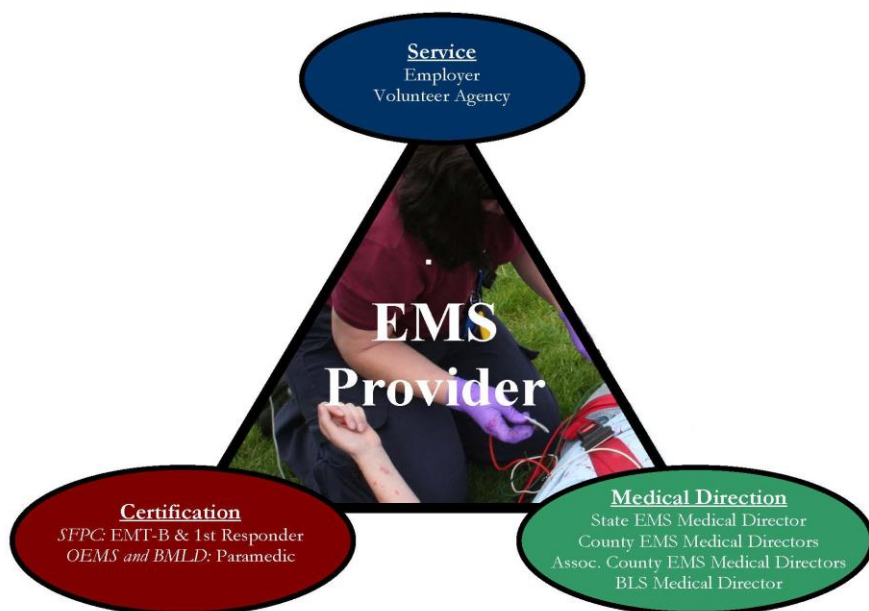 Service
Employer
Volunteer Agency
EMS
Provider
Certification
SFPC: EMT-B & 1st Responder
OEMS and BMLD: Paramedic
Medical Direction
State EMS Medical Director
County EMS Medical Directors
Assoc. County EMS Medical Directors
BLS Medical Director